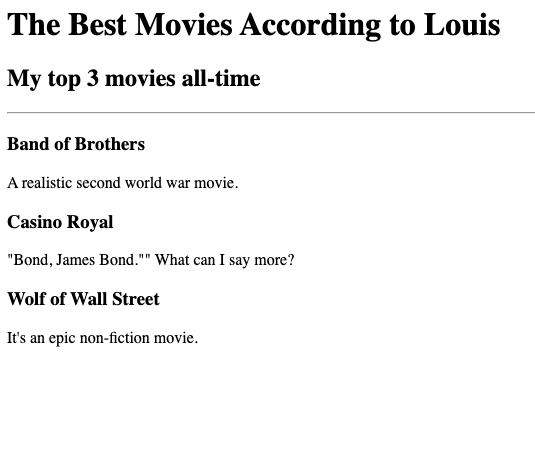 The Best Movies According to Louis
My top 3 movies all-time
Band of Brothers
A realistic second world war movie.
Casino Royal
"Bond, James Bond."" What can I say more?
Wolf of Wall Street
It's an epic non-fiction movie.